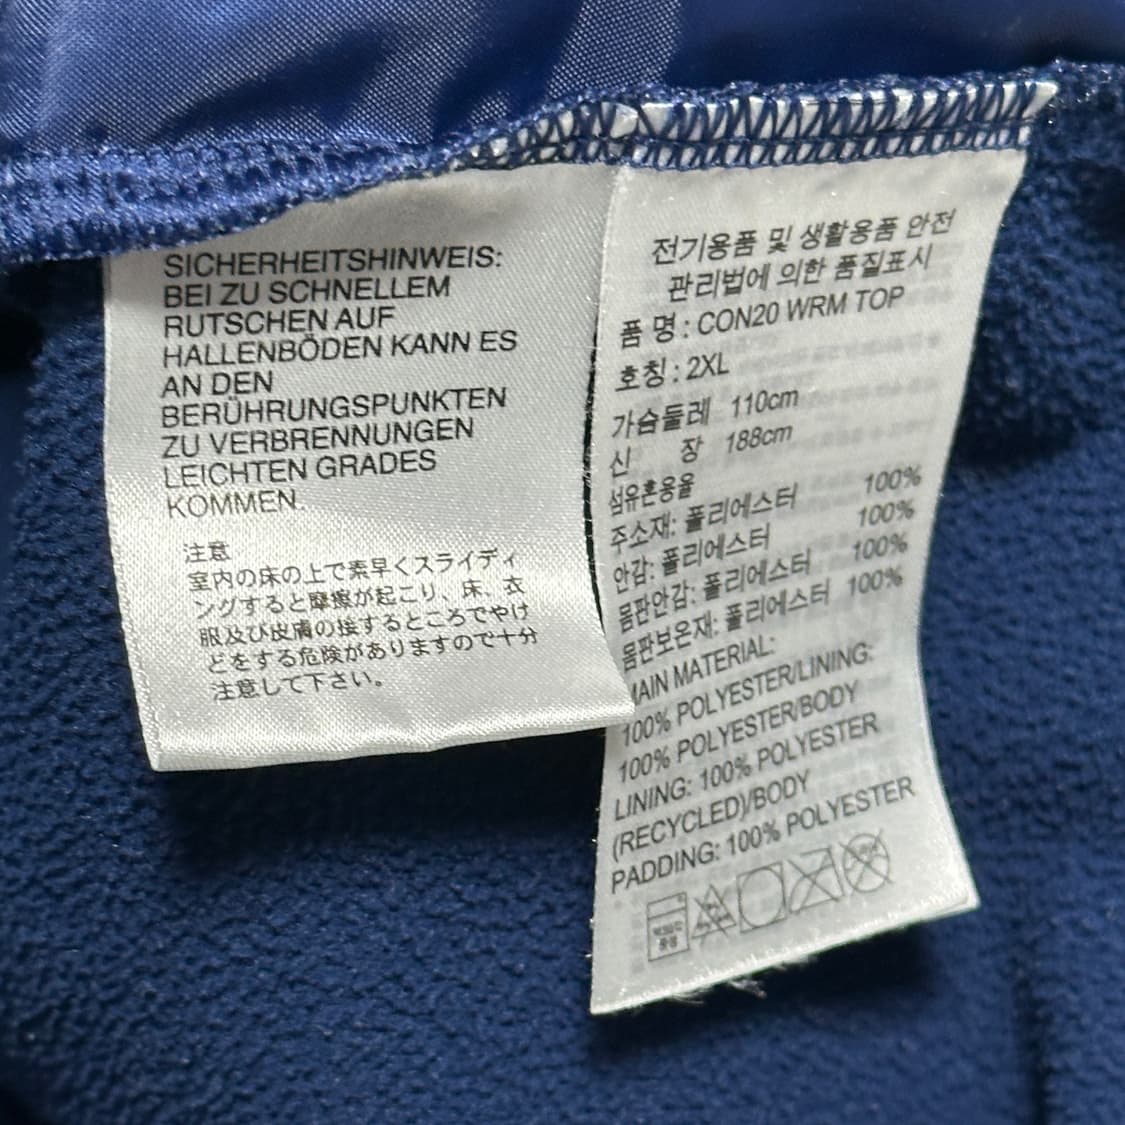 SICHERHEITSHINWEIS:
BEI ZU SCHNELLEM
RUTSCHEN AUF
HALLENBÖDEN KANN ES
AN DEN
BERÜHRUNGSPUNKTEN
ZU VERBRENNUNGEN
LEICHTEN GRADES
KOMMEN.
注意
室内の床の上で素早くスライディ
ングすると摩擦が起こり、床、衣
服及び皮膚の接するところでやけ
どをする危険がありますので十分
注意して下さい。
전기용품 및 생활용품 안전
관리법에 의한 품질표시
품 명 : CON20 WRM TOP
호칭 : 2XL
가슴둘레 110cm
신 장 188cm
섬유혼용율
주소재: 폴리에스터 100%
안감: 폴리에스터 100%
몸판안감: 폴리에스터 100%
몸판보온재: 폴리에스터 100%
MAIN MATERIAL:
100% POLYESTER/LINING:
100% POLYESTER/BODY
LINING: 100% POLYESTER
(RECYCLED)/BODY
PADDING: 100% POLYESTER